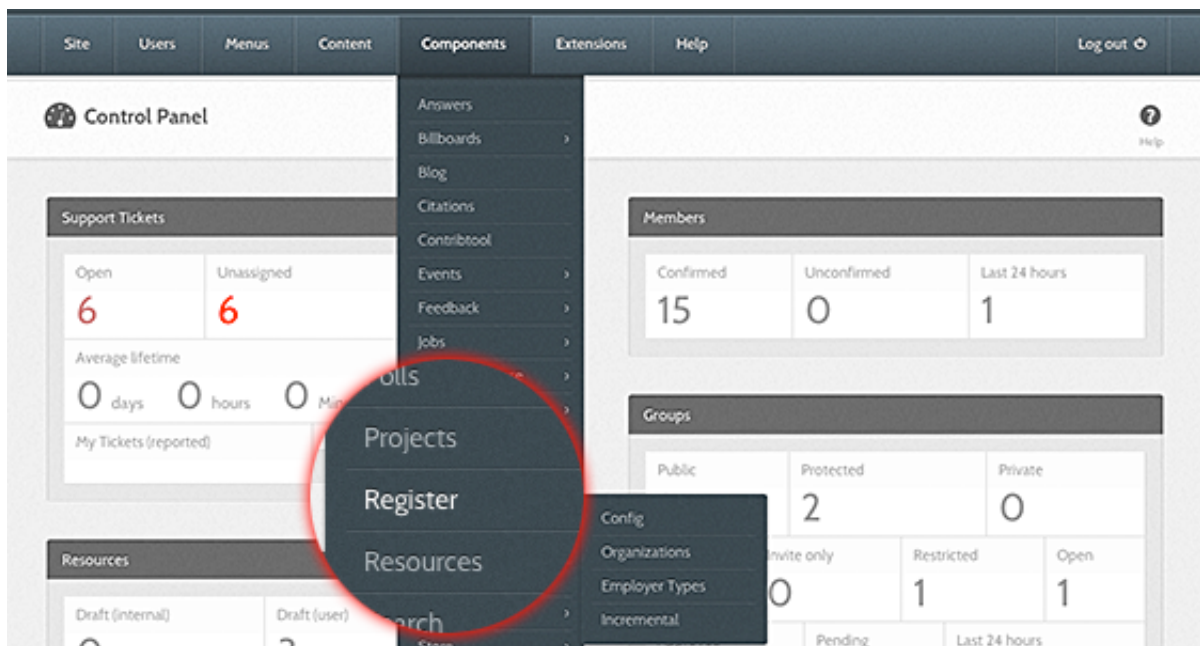 Site Users Menus Content Components Extensions Help Log out
Control Panel
Help
Answers
Billboards
Blog
Citations
Contribtool
Events
Feedback
Jobs
Polls
Projects
Register
Resources
Config
Organizations
Employer Types
Incremental
Support Tickets
Open Unassigned
6 6
Average lifetime
0 days 0 hours 0
My Tickets (reported)
Resources
Draft (internal) Draft (user)
Members
Confirmed Unconfirmed Last 24 hours
15 0 1
Groups
Public Protected Private
2 0
Invite only Restricted Open
0 1 1
Pending Last 24 hours